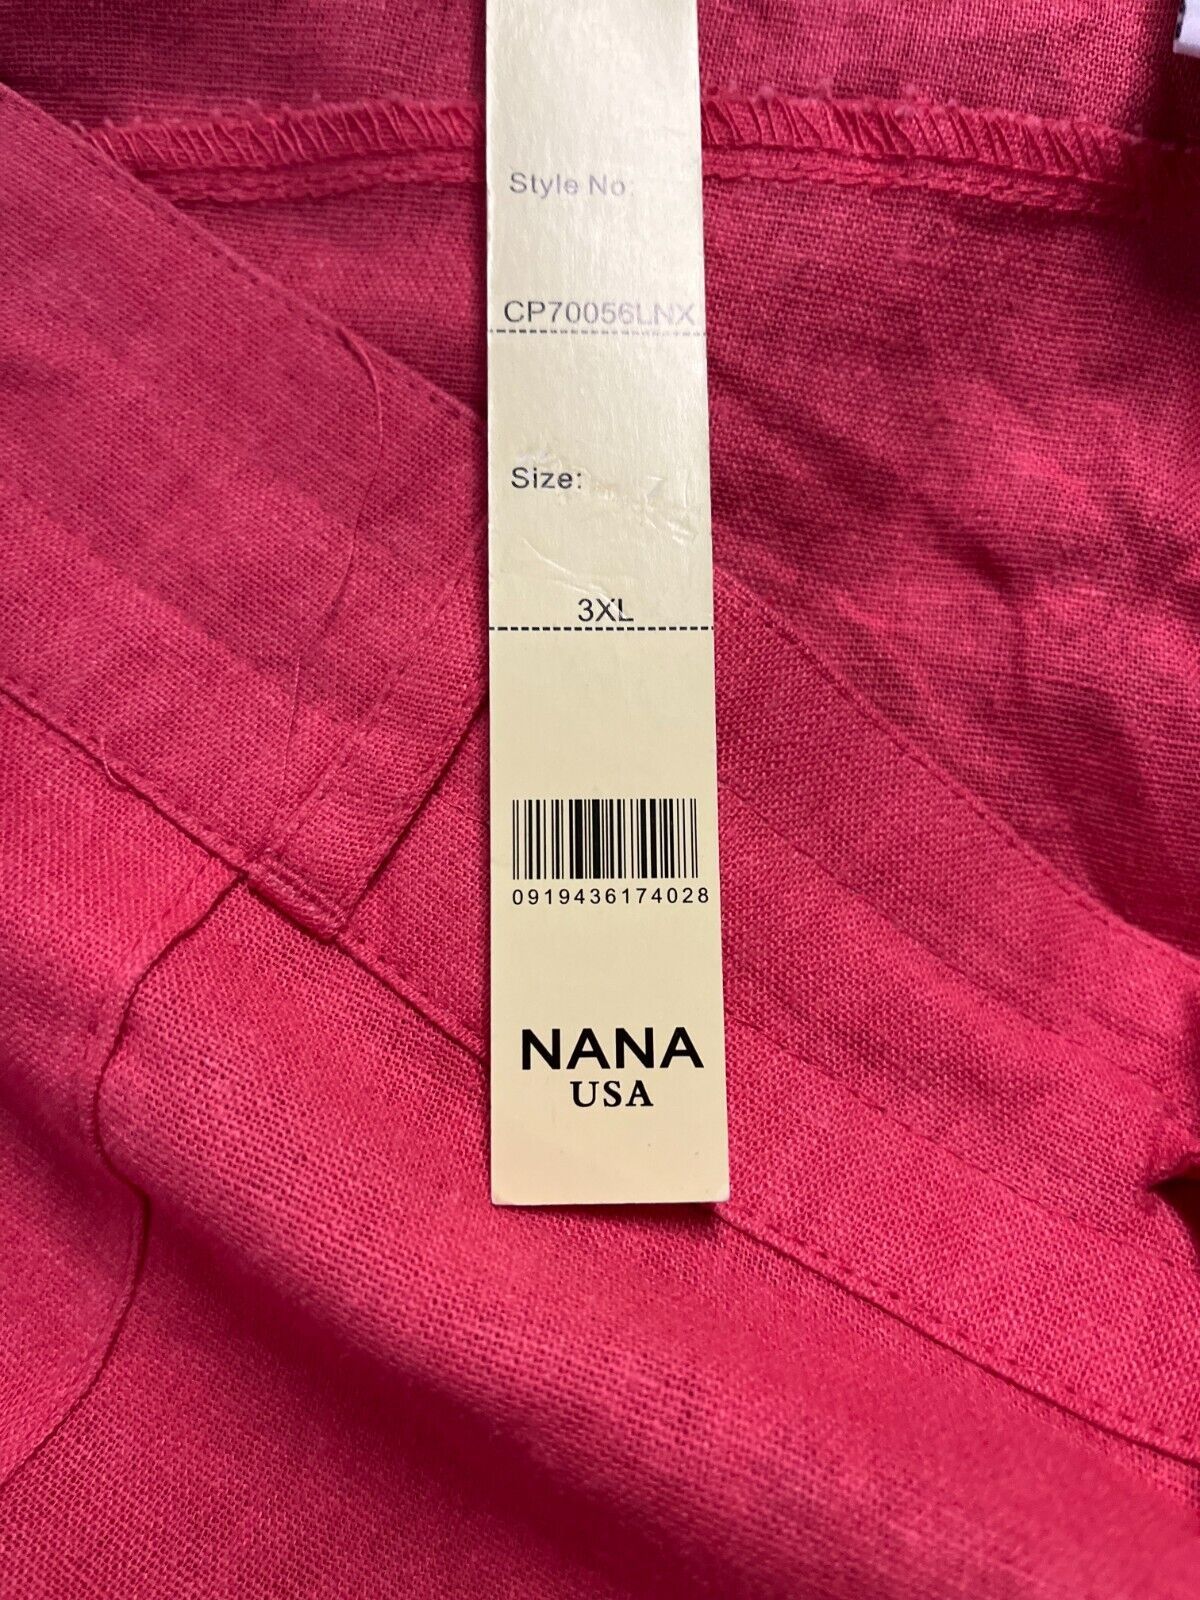 Style No:
CP70056LNX
Size:
3XL
0919436174028
NANA
USA